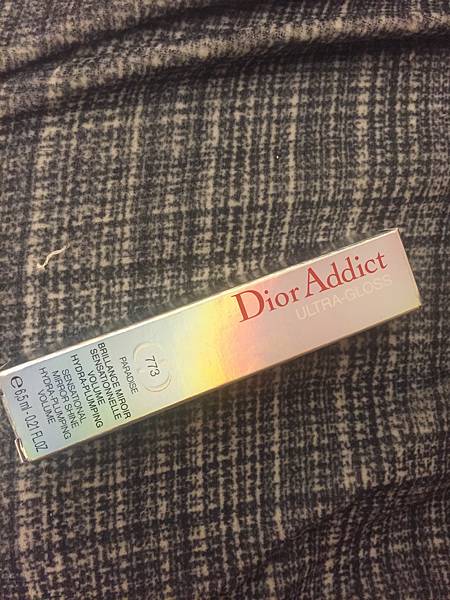 Dior Addict
ULTRA-GLOSS
773
PARADISE
BRILLANCE MIROIR
SENSATIONNELLE
VOLUME
HYDRA-PLUMPING
SENSATIONAL
MIRROR SHINE
HYDRA-PLUMPING
VOLUME
℮6.5 ml - 0.21 FL.OZ